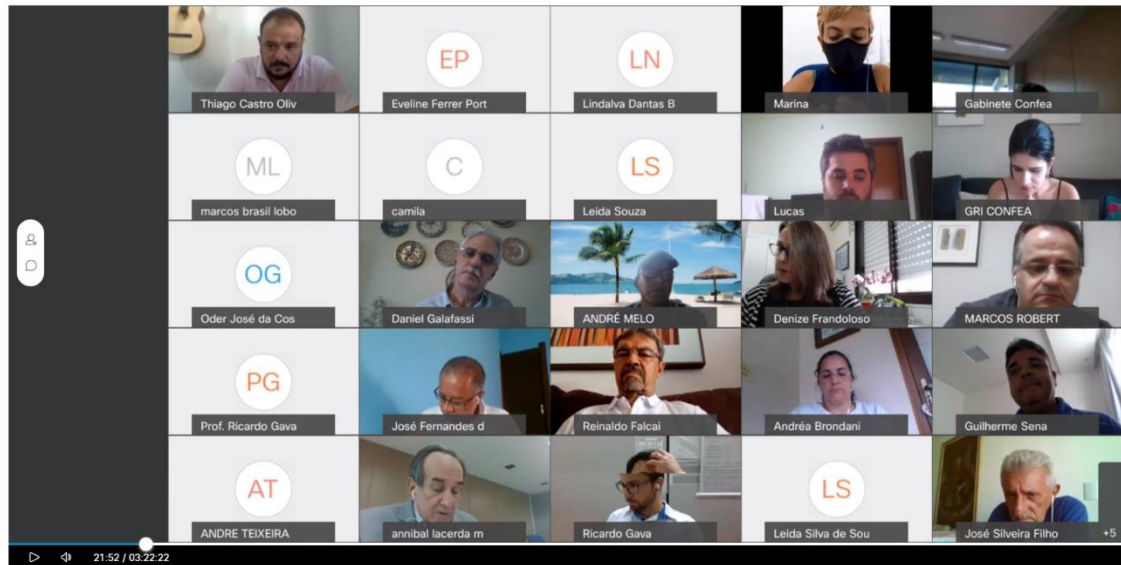 Thiago Castro Oliv
EP
Eveline Ferrer Port
LN
Lindalva Dantas B
Marina
Gabinete Confea
ML
marcos brasil lobo
C
camila
LS
Leida Souza
Lucas
GRI CONFEA
OG
Oder José da Cos
Daniel Galafassi
ANDRÉ MELO
Denize Frandoloso
MARCOS ROBERT
PG
Prof. Ricardo Gava
José Fernandes d
Reinaldo Falcai
Andréa Brondani
Guilherme Sena
AT
ANDRE TEIXEIRA
annibal lacerda m
Ricardo Gava
LS
Leida Silva de Sou
José Silveira Filho
+5
21:52 / 03:22:22